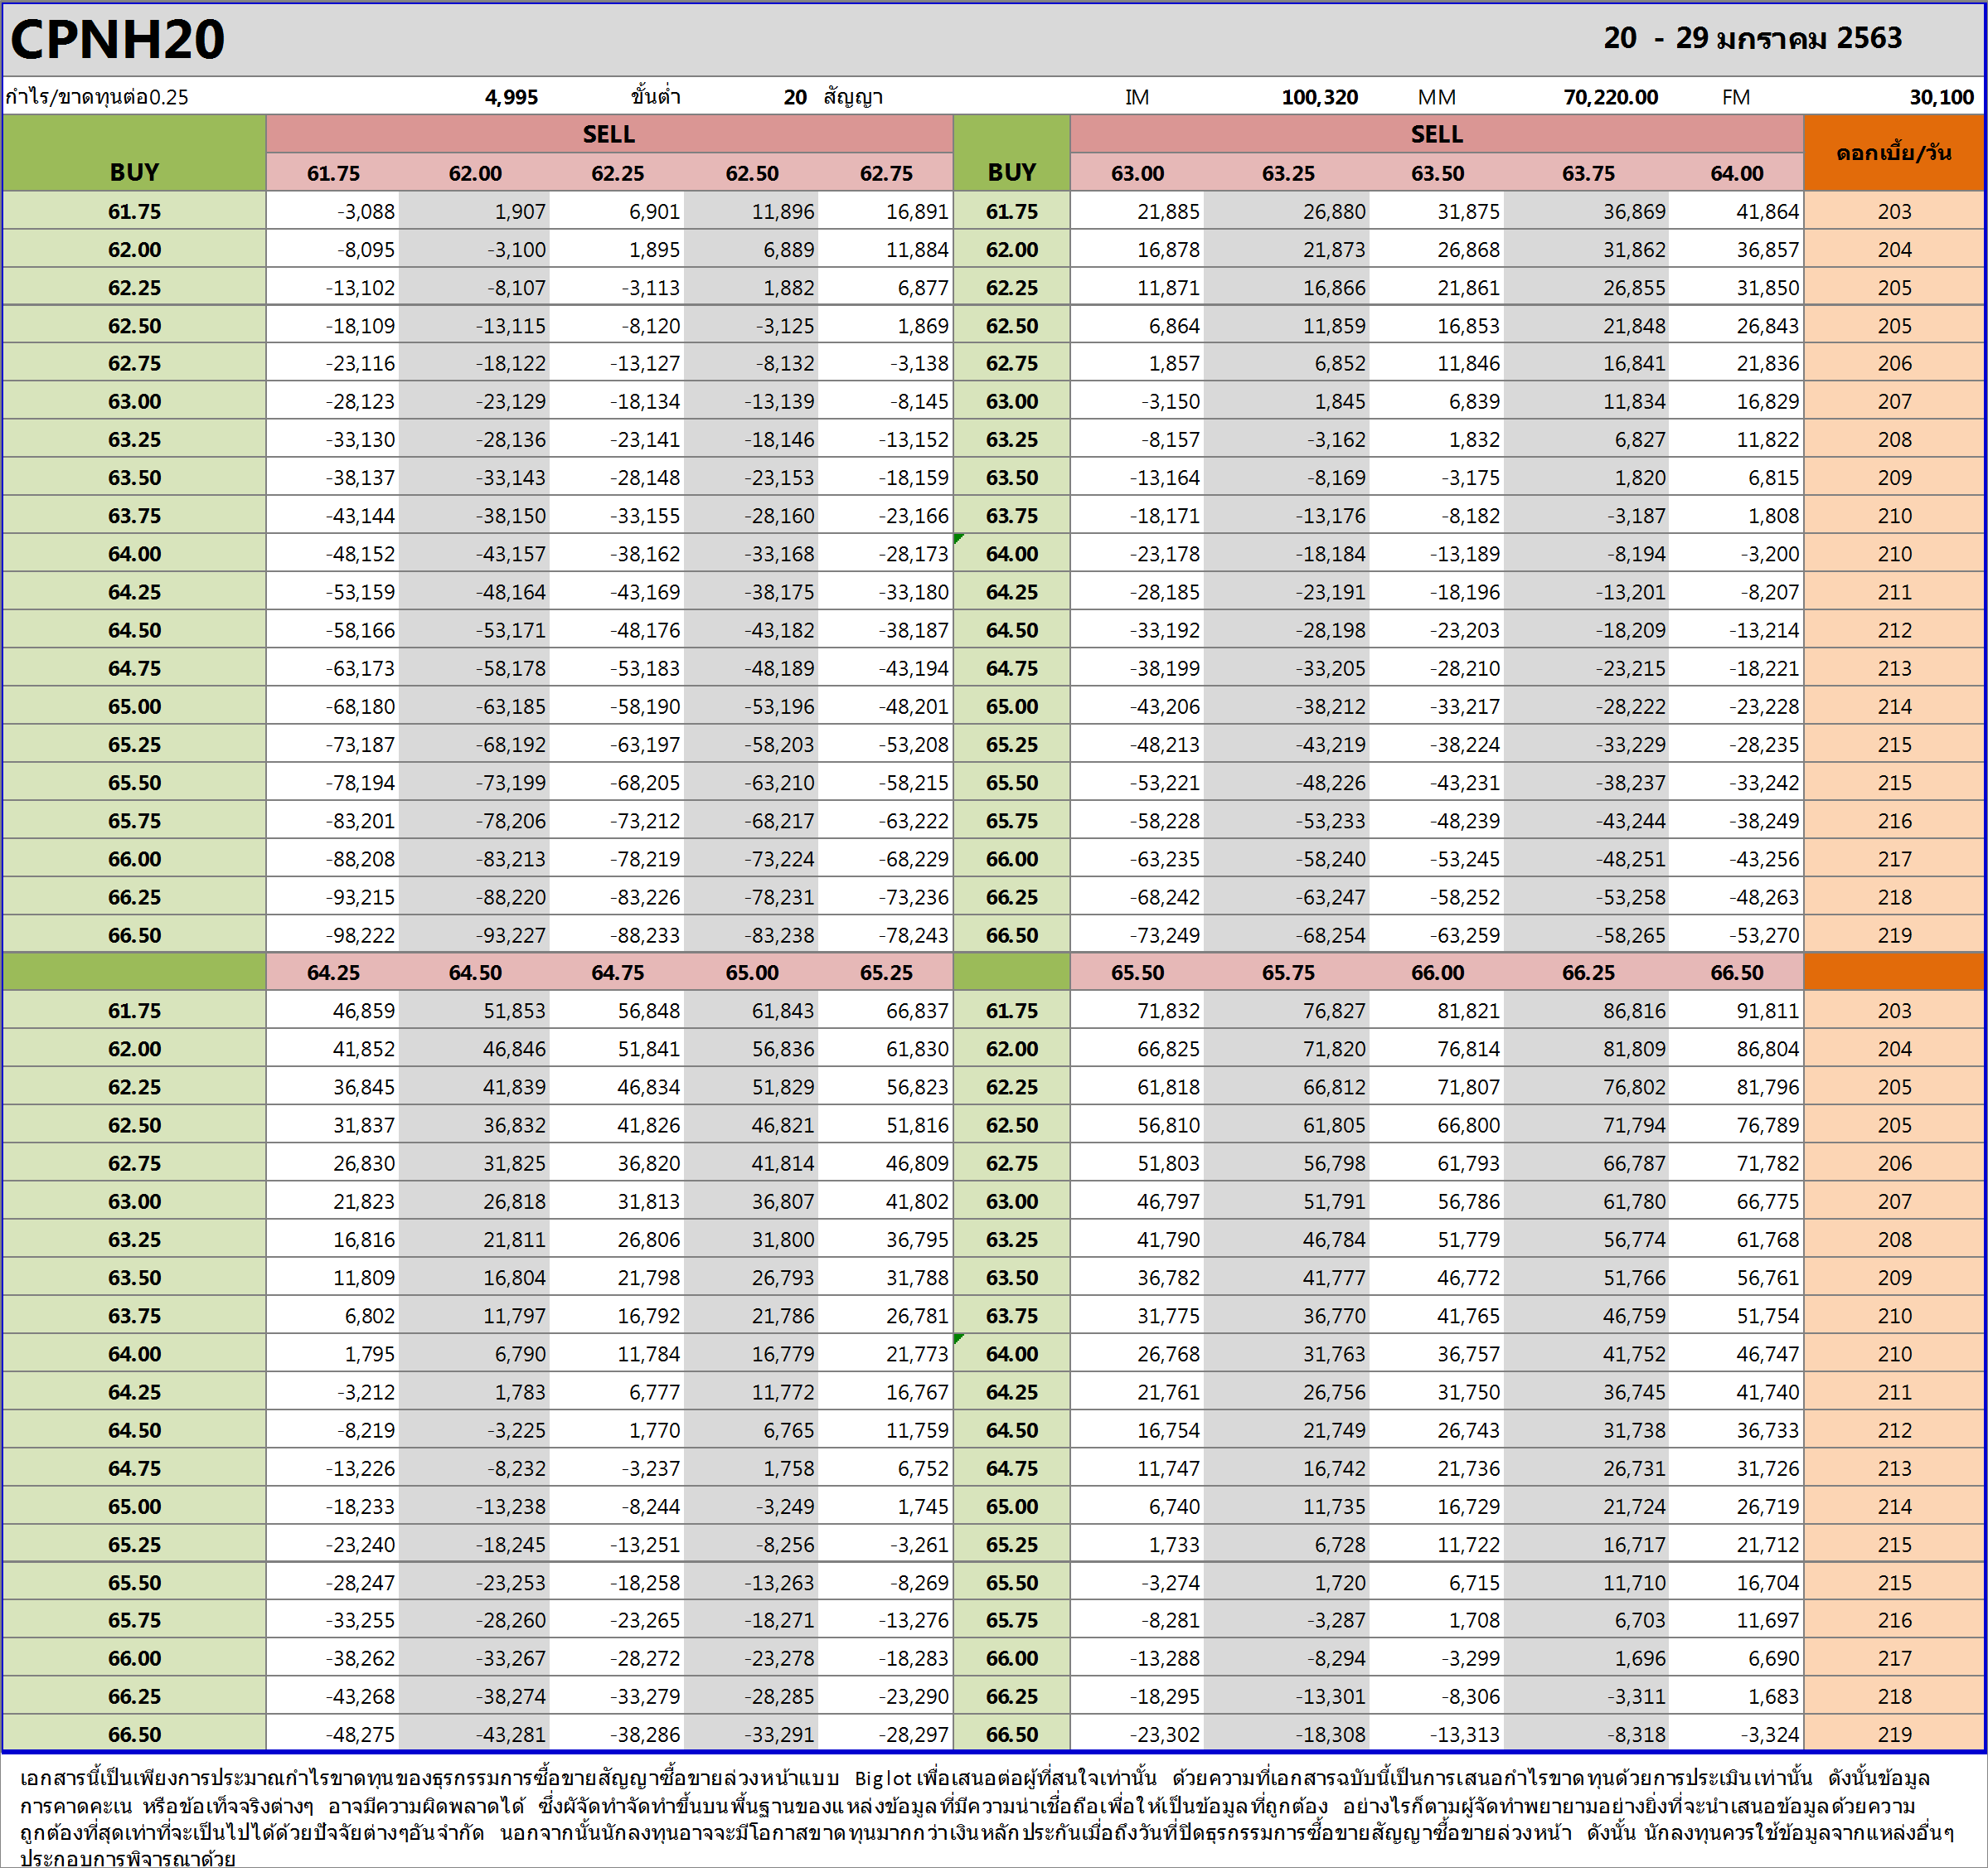 CPNH20 20 - 29 มกราคม 2563
กำไร/ขาดทุนต่อ0.25 4,995 ขั้นต่ำ 20 สัญญา IM 100,320 MM 70,220.00 FM 30,100
SELL SELL
BUY 61.75 62.00 62.25 62.50 62.75 BUY 63.00 63.25 63.50 63.75 64.00 ดอกเบี้ย/วัน
61.75 -3,088 1,907 6,901 11,896 16,891 61.75 21,885 26,880 31,875 36,869 41,864 203
62.00 -8,095 -3,100 1,895 6,889 11,884 62.00 16,878 21,873 26,868 31,862 36,857 204
62.25 -13,102 -8,107 -3,113 1,882 6,877 62.25 11,871 16,866 21,861 26,855 31,850 205
62.50 -18,109 -13,115 -8,120 -3,125 1,869 62.50 6,864 11,859 16,853 21,848 26,843 205
62.75 -23,116 -18,122 -13,127 -8,132 -3,138 62.75 1,857 6,852 11,846 16,841 21,836 206
63.00 -28,123 -23,129 -18,134 -13,139 -8,145 63.00 -3,150 1,845 6,839 11,834 16,829 207
63.25 -33,130 -28,136 -23,141 -18,146 -13,152 63.25 -8,157 -3,162 1,832 6,827 11,822 208
63.50 -38,137 -33,143 -28,148 -23,153 -18,159 63.50 -13,164 -8,169 -3,175 1,820 6,815 209
63.75 -43,144 -38,150 -33,155 -28,160 -23,166 63.75 -18,171 -13,176 -8,182 -3,187 1,808 210
64.00 -48,152 -43,157 -38,162 -33,168 -28,173 64.00 -23,178 -18,184 -13,189 -8,194 -3,200 210
64.25 -53,159 -48,164 -43,169 -38,175 -33,180 64.25 -28,185 -23,191 -18,196 -13,201 -8,207 211
64.50 -58,166 -53,171 -48,176 -43,182 -38,187 64.50 -33,192 -28,198 -23,203 -18,209 -13,214 212
64.75 -63,173 -58,178 -53,183 -48,189 -43,194 64.75 -38,199 -33,205 -28,210 -23,215 -18,221 213
65.00 -68,180 -63,185 -58,190 -53,196 -48,201 65.00 -43,206 -38,212 -33,217 -28,222 -23,228 214
65.25 -73,187 -68,192 -63,197 -58,203 -53,208 65.25 -48,213 -43,219 -38,224 -33,229 -28,235 215
65.50 -78,194 -73,199 -68,205 -63,210 -58,215 65.50 -53,221 -48,226 -43,231 -38,237 -33,242 215
65.75 -83,201 -78,206 -73,212 -68,217 -63,222 65.75 -58,228 -53,233 -48,239 -43,244 -38,249 216
66.00 -88,208 -83,213 -78,219 -73,224 -68,229 66.00 -63,235 -58,240 -53,245 -48,251 -43,256 217
66.25 -93,215 -88,220 -83,226 -78,231 -73,236 66.25 -68,242 -63,247 -58,252 -53,258 -48,263 218
66.50 -98,222 -93,227 -88,233 -83,238 -78,243 66.50 -73,249 -68,254 -63,259 -58,265 -53,270 219
64.25 64.50 64.75 65.00 65.25 65.50 65.75 66.00 66.25 66.50
61.75 46,859 51,853 56,848 61,843 66,837 61.75 71,832 76,827 81,821 86,816 91,811 203
62.00 41,852 46,846 51,841 56,836 61,830 62.00 66,825 71,820 76,814 81,809 86,804 204
62.25 36,845 41,839 46,834 51,829 56,823 62.25 61,818 66,812 71,807 76,802 81,796 205
62.50 31,837 36,832 41,826 46,821 51,816 62.50 56,810 61,805 66,800 71,794 76,789 205
62.75 26,830 31,825 36,820 41,814 46,809 62.75 51,803 56,798 61,793 66,787 71,782 206
63.00 21,823 26,818 31,813 36,807 41,802 63.00 46,797 51,791 56,786 61,780 66,775 207
63.25 16,816 21,811 26,806 31,800 36,795 63.25 41,790 46,784 51,779 56,774 61,768 208
63.50 11,809 16,804 21,798 26,793 31,788 63.50 36,782 41,777 46,772 51,766 56,761 209
63.75 6,802 11,797 16,792 21,786 26,781 63.75 31,775 36,770 41,765 46,759 51,754 210
64.00 1,795 6,790 11,784 16,779 21,773 64.00 26,768 31,763 36,757 41,752 46,747 210
64.25 -3,212 1,783 6,777 11,772 16,767 64.25 21,761 26,756 31,750 36,745 41,740 211
64.50 -8,219 -3,225 1,770 6,765 11,759 64.50 16,754 21,749 26,743 31,738 36,733 212
64.75 -13,226 -8,232 -3,237 1,758 6,752 64.75 11,747 16,742 21,736 26,731 31,726 213
65.00 -18,233 -13,238 -8,244 -3,249 1,745 65.00 6,740 11,735 16,729 21,724 26,719 214
65.25 -23,240 -18,245 -13,251 -8,256 -3,261 65.25 1,733 6,728 11,722 16,717 21,712 215
65.50 -28,247 -23,253 -18,258 -13,263 -8,269 65.50 -3,274 1,720 6,715 11,710 16,704 215
65.75 -33,255 -28,260 -23,265 -18,271 -13,276 65.75 -8,281 -3,287 1,708 6,703 11,697 216
66.00 -38,262 -33,267 -28,272 -23,278 -18,283 66.00 -13,288 -8,294 -3,299 1,696 6,690 217
66.25 -43,268 -38,274 -33,279 -28,285 -23,290 66.25 -18,295 -13,301 -8,306 -3,311 1,683 218
66.50 -48,275 -43,281 -38,286 -33,291 -28,297 66.50 -23,302 -18,308 -13,313 -8,318 -3,324 219
เอกสารนี้เป็นเพียงการประมาณกำไรขาดทุนของธุรกรรมการซื้อขายสัญญาซื้อขายล่วงหน้าแบบ Biglot เพื่อเสนอต่อผู้ที่สนใจเท่านั้น ด้วยความที่เอกสารฉบับนี้เป็นการเสนอกำไรขาดทุนด้วยการประเมินเท่านั้น ดังนั้นข้อมูล
การคาดคะเน หรือข้อเท็จจริงต่างๆ อาจมีความผิดพลาดได้ ซึ่งผัจัดทำจัดทำขึ้นบนพื้นฐานของแหล่งข้อมูลที่มีความน่าเชื่อถือเพื่อให้เป็นข้อมูลที่ถูกต้อง อย่างไรก็ตามผู้จัดทำพยายามอย่างยิ่งที่จะนำเสนอข้อมูลด้วยความ
ถูกต้องที่สุดเท่าที่จะเป็นไปได้ด้วยปัจจัยต่างๆอันจำกัด นอกจากนั้นนักลงทุนอาจจะมีโอกาสขาดทุนมากกว่าเงินหลักประกันเมื่อถึงวันที่ปิดธุรกรรมการซื้อขายสัญญาซื้อขายล่วงหน้า ดังนั้น นักลงทุนควรใช้ข้อมูลจากแหล่งอื่นๆ
ประกอบการพิจารณาด้วย